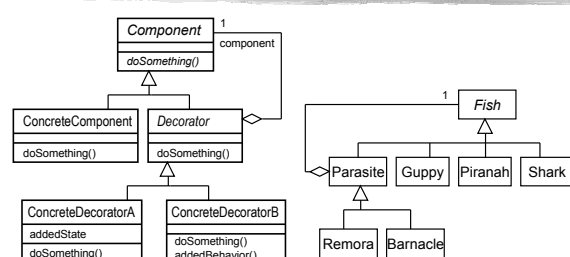 Component
doSomething()
1
component
ConcreteComponent
doSomething()
Decorator
doSomething()
ConcreteDecoratorA
addedState
doSomething()
ConcreteDecoratorB
doSomething()
addedBehavior()
1
Fish
Parasite
Guppy
Piranah
Shark
Remora
Barnacle